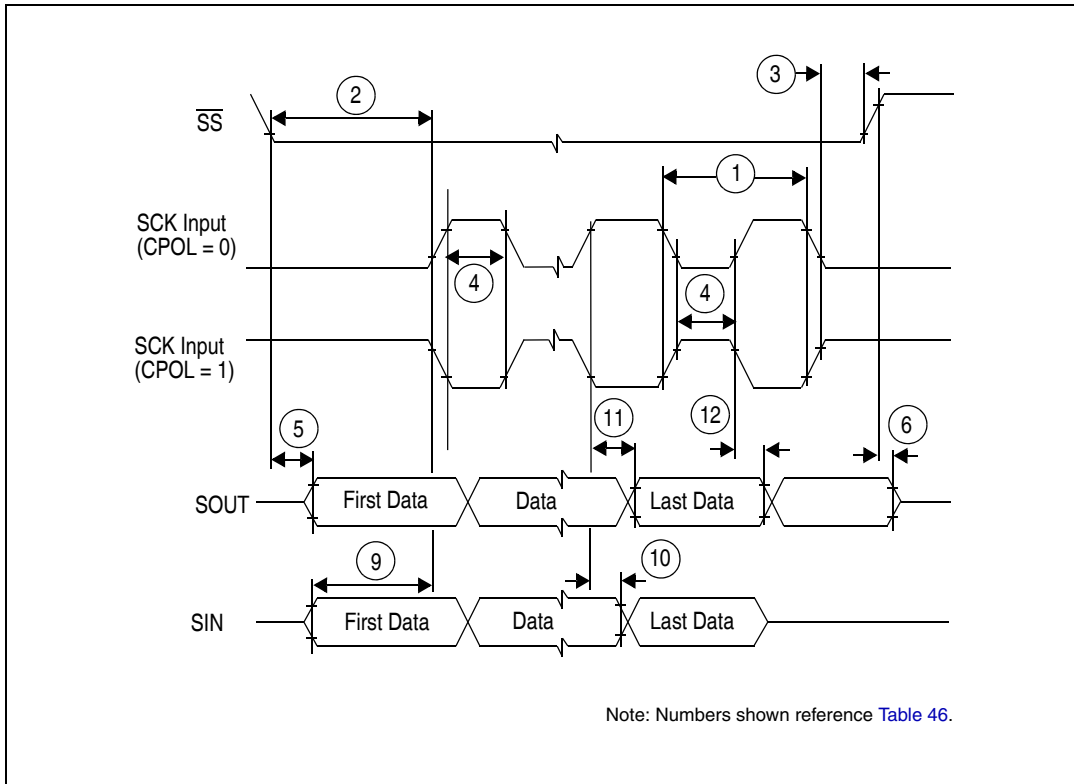 3
2
SS
1
SCK Input
(CPOL = 0)
4
4
SCK Input
(CPOL = 1)
11
12
5
6
SOUT
First Data
Data
Last Data
9
10
SIN
First Data
Data
Last Data
Note: Numbers shown reference Table 46.